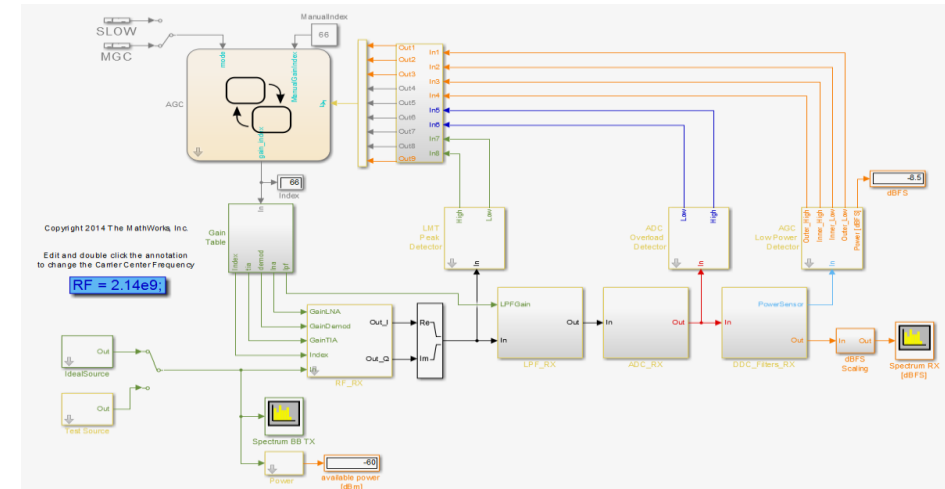 SLOW
MGC
ManualIndex
66
mode
ManualGainIndex
AGC
gain_index
66
Index
Out1
Out2
Out3
Out4
Out5
Out6
Out7
Out8
Out9
In1
In2
In3
In4
In5
In6
In7
In8
-8.5
dBFS
Copyright 2014 The MathWorks, Inc.
Edit and double click the annotation
to change the Carrier Center Frequency
RF = 2.14e9;
In
Gain
Table
Index
tia
demod
lna
lpf
High
Low
LMT
Peak
Detector
In
Low
High
ADC
Overload
Detector
In
Outer_High
Inner_High
Inner_Low
Outer_Low
Power [dBFS]
AGC
Low Power
Detector
In
GainLNA
GainDemod
GainTIA
Index
Out_I
Out_Q
RF_RX
Re
Im
LPFGain
In
Out
LPF_RX
In
Out
ADC_RX
In
PowerSensor
Out
DDC_Filters_RX
In
Out
dBFS
Scaling
Spectrum RX
[dBFS]
Out
IdealSource
Out
Test Source
Spectrum BB TX
Power
-60
available power
[dBm]